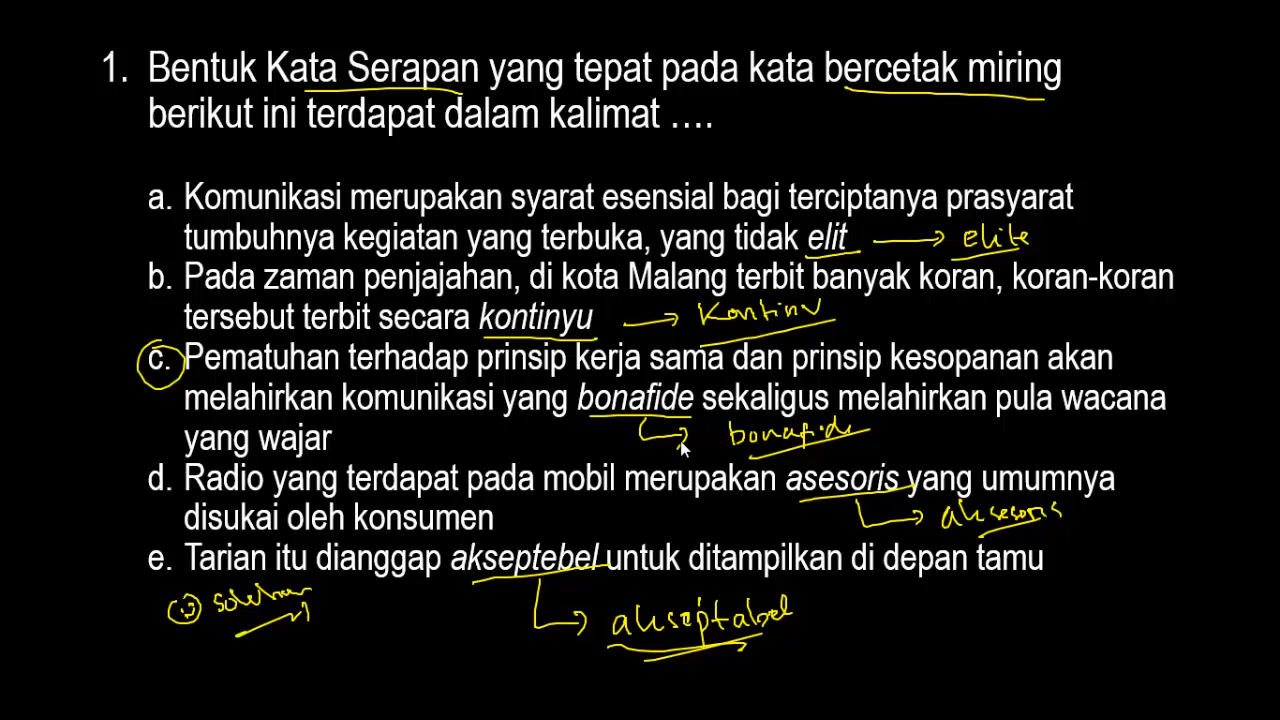 1. Bentuk Kata Serapan yang tepat pada kata bercetak miring
berikut ini terdapat dalam kalimat ....
a. Komunikasi merupakan syarat esensial bagi terciptanya prasyarat
tumbuhnya kegiatan yang terbuka, yang tidak elit → elite
b. Pada zaman penjajahan, di kota Malang terbit banyak koran, koran-koran
tersebut terbit secara kontinyu → Kontinu
c. Pematuhan terhadap prinsip kerja sama dan prinsip kesopanan akan
melahirkan komunikasi yang bonafide sekaligus melahirkan pula wacana
yang wajar → bonafide
d. Radio yang terdapat pada mobil merupakan asesoris yang umumnya
disukai oleh konsumen → aksesoris
e. Tarian itu dianggap akseptebel untuk ditampilkan di depan tamu
→ akseptabel